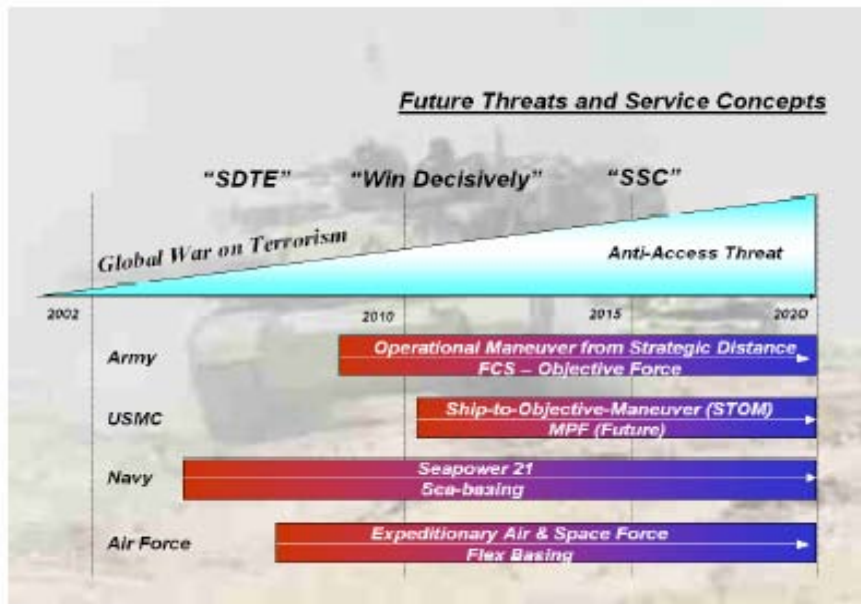 Future Threats and Service Concepts
“SDTE” “Win Decisively” “SSC”
Global War on Terrorism
Anti-Access Threat
2002 2010 2015 2020
Army
Operational Maneuver from Strategic Distance
FCS – Objective Force
USMC
Ship-to-Objective-Maneuver (STOM)
MPF (Future)
Navy
Seapower 21
Sea-basing
Air Force
Expeditionary Air & Space Force
Flex Basing